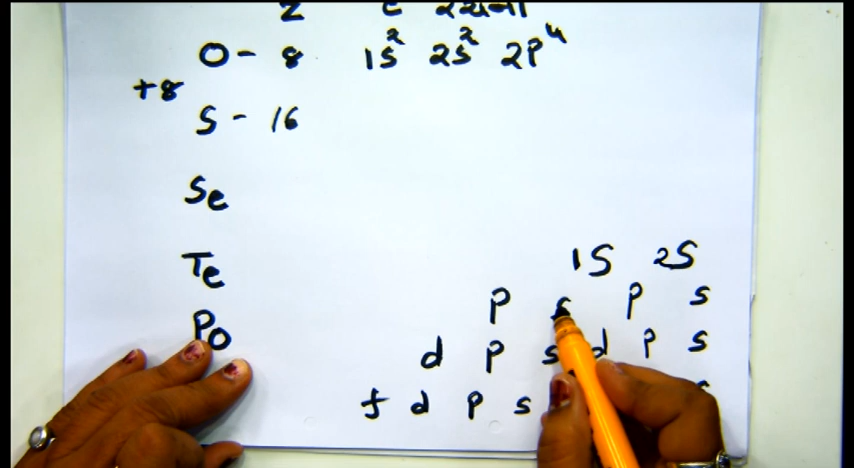 z e રચના
O - 8 1s² 2s² 2p⁴
+8
S - 16
Se
Te
Po
1S 2S
P s P s
d P s d P s
f d P s s